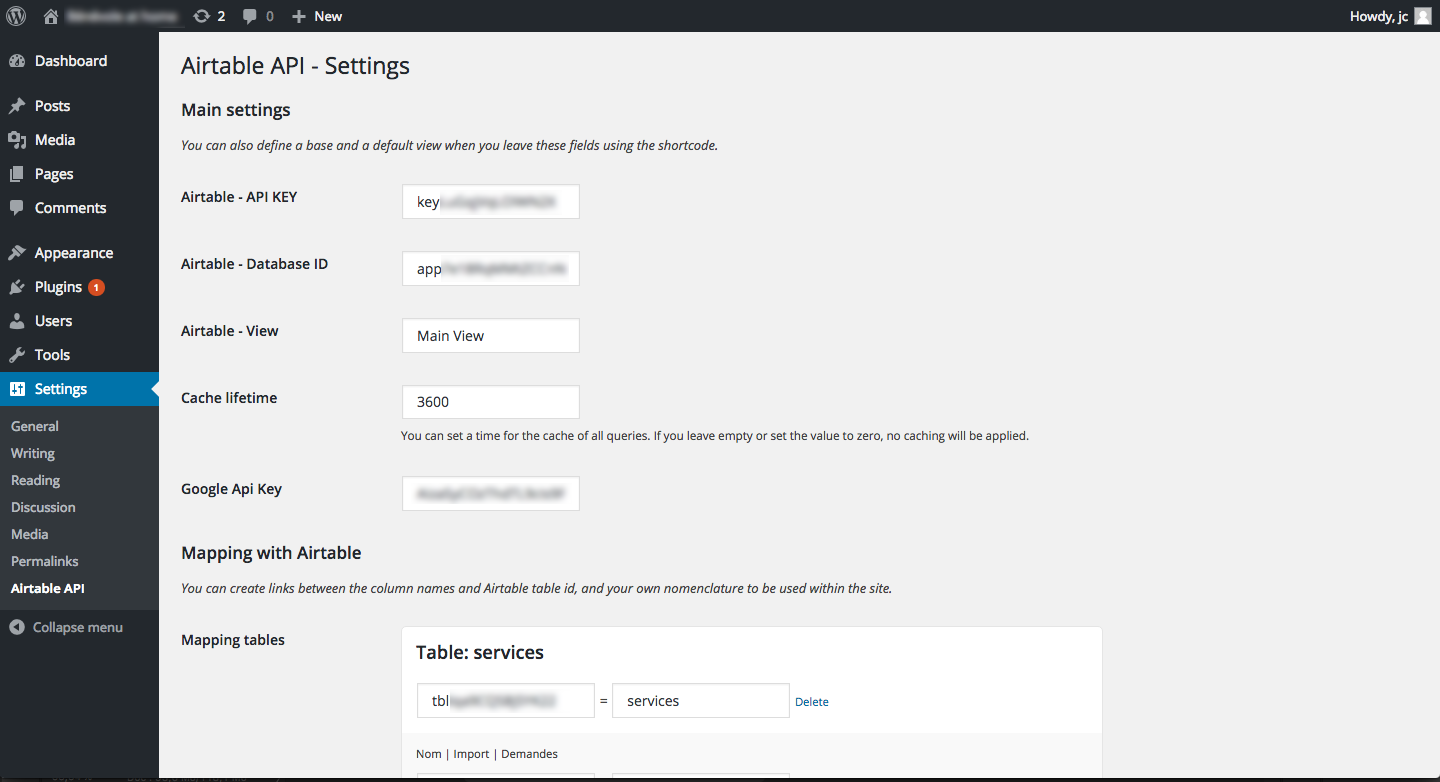 2
0
New
Howdy, jc
Dashboard
Posts
Media
Pages
Comments
Appearance
Plugins 1
Users
Tools
Settings
General
Writing
Reading
Discussion
Media
Permalinks
Airtable API
Collapse menu
Airtable API - Settings
Main settings
You can also define a base and a default view when you leave these fields using the shortcode.
Airtable - API KEY
key
Airtable - Database ID
app
Airtable - View
Main View
Cache lifetime
3600
You can set a time for the cache of all queries. If you leave empty or set the value to zero, no caching will be applied.
Google Api Key
Mapping with Airtable
You can create links between the column names and Airtable table id, and your own nomenclature to be used within the site.
Mapping tables
Table: services
tbl = services Delete
Nom | Import | Demandes